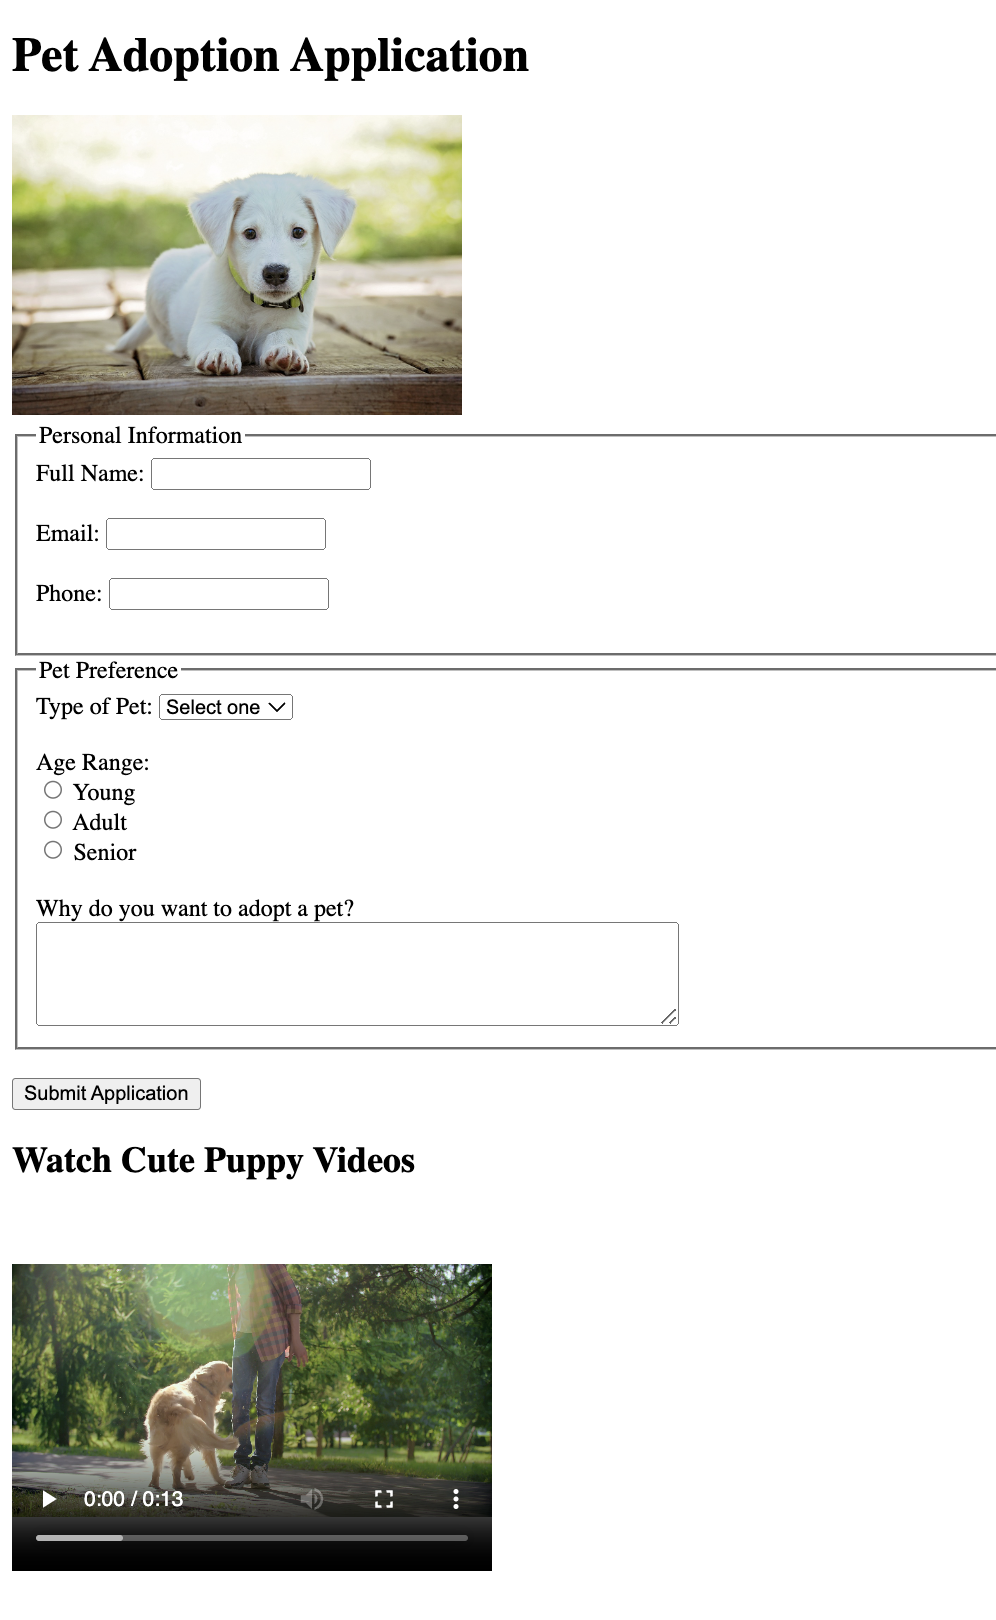 Pet Adoption Application
Personal Information
Full Name:
Email:
Phone:
Pet Preference
Type of Pet: Select one
Age Range:
Young
Adult
Senior
Why do you want to adopt a pet?
Submit Application
Watch Cute Puppy Videos
0:00 / 0:13